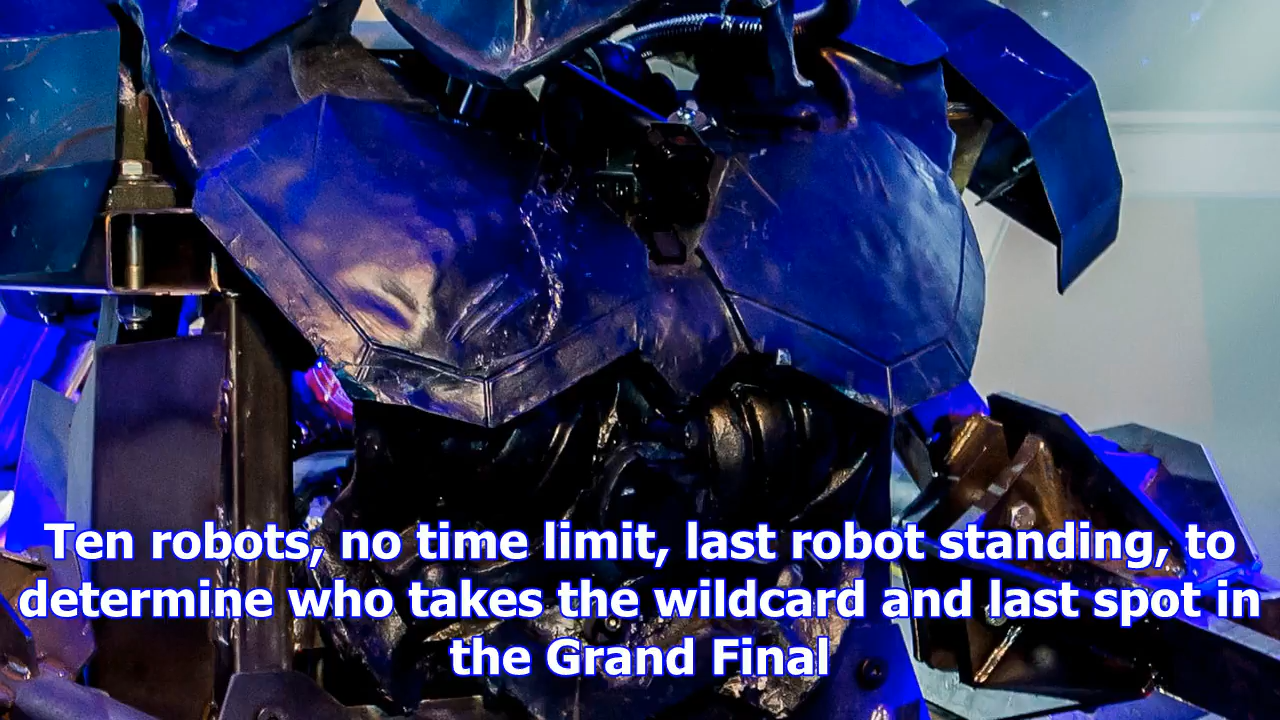 Ten robots, no time limit, last robot standing, to
determine who takes the wildcard and last spot in
the Grand Final